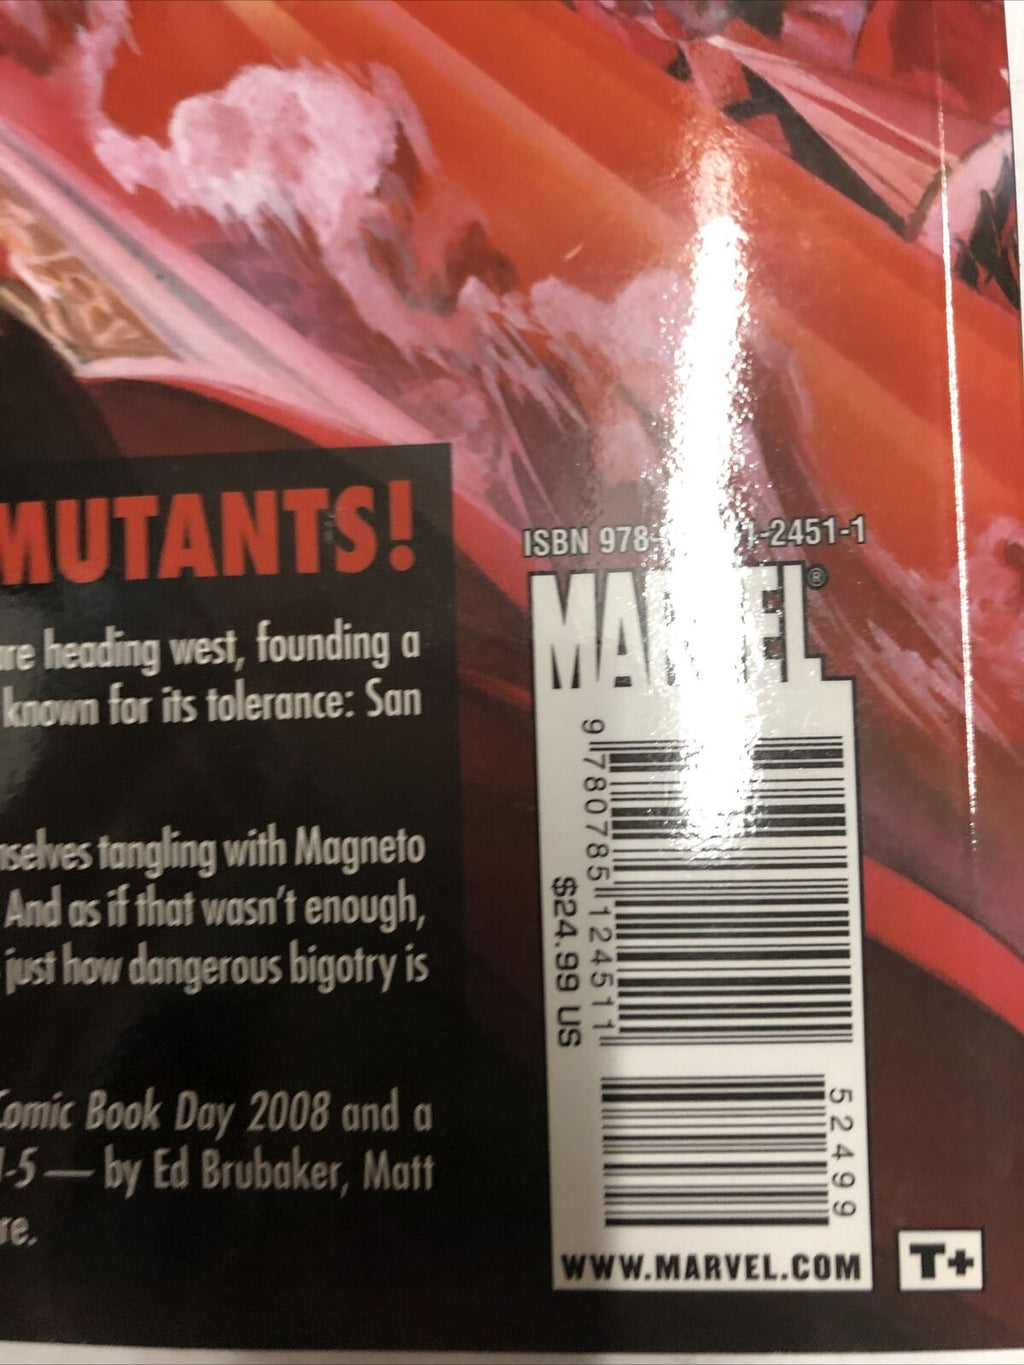 MUTANTS!
are heading west, founding a
known for its tolerance: San
nselves tangling with Magneto
And as if that wasn't enough,
just how dangerous bigotry is
Comic Book Day 2008 and a
1-5 — by Ed Brubaker, Matt
re.
ISBN 978- -2451-1
MARVEL®
9 780785 124511
$24.99 US
52499
WWW.MARVEL.COM
T+